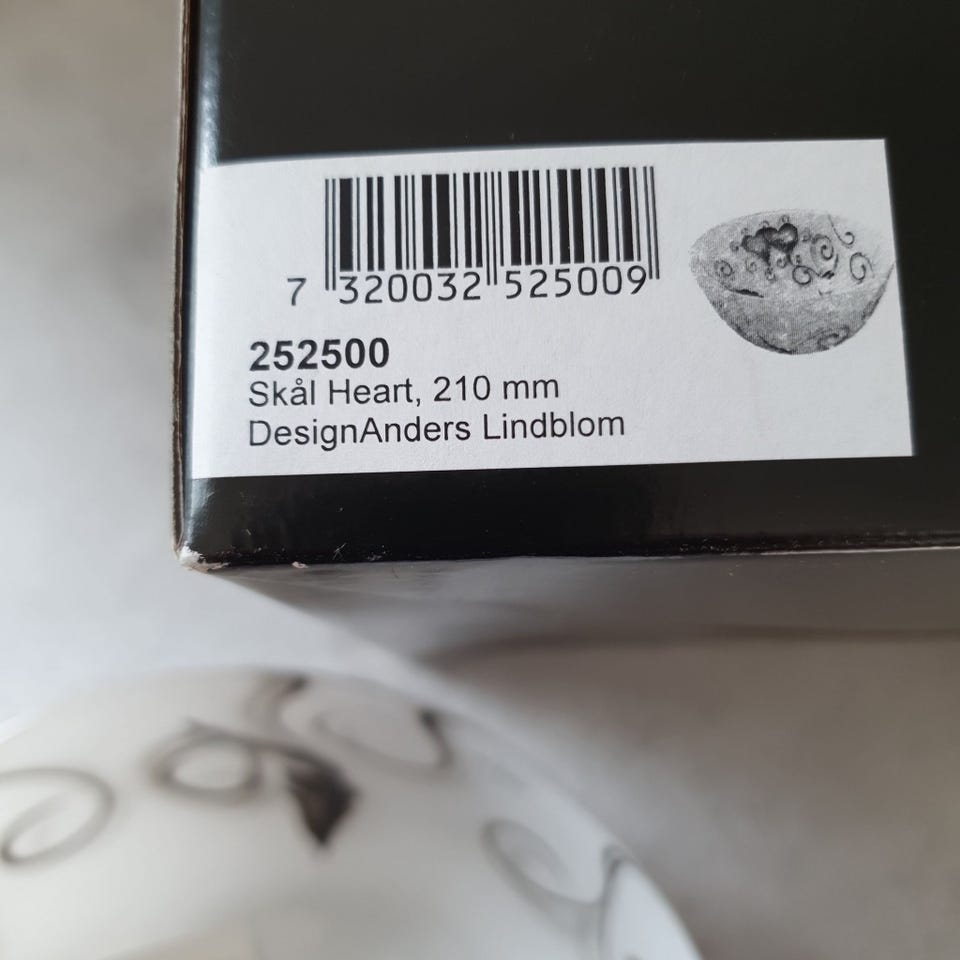 7 320032 525009
252500
Skål Heart, 210 mm
DesignAnders Lindblom